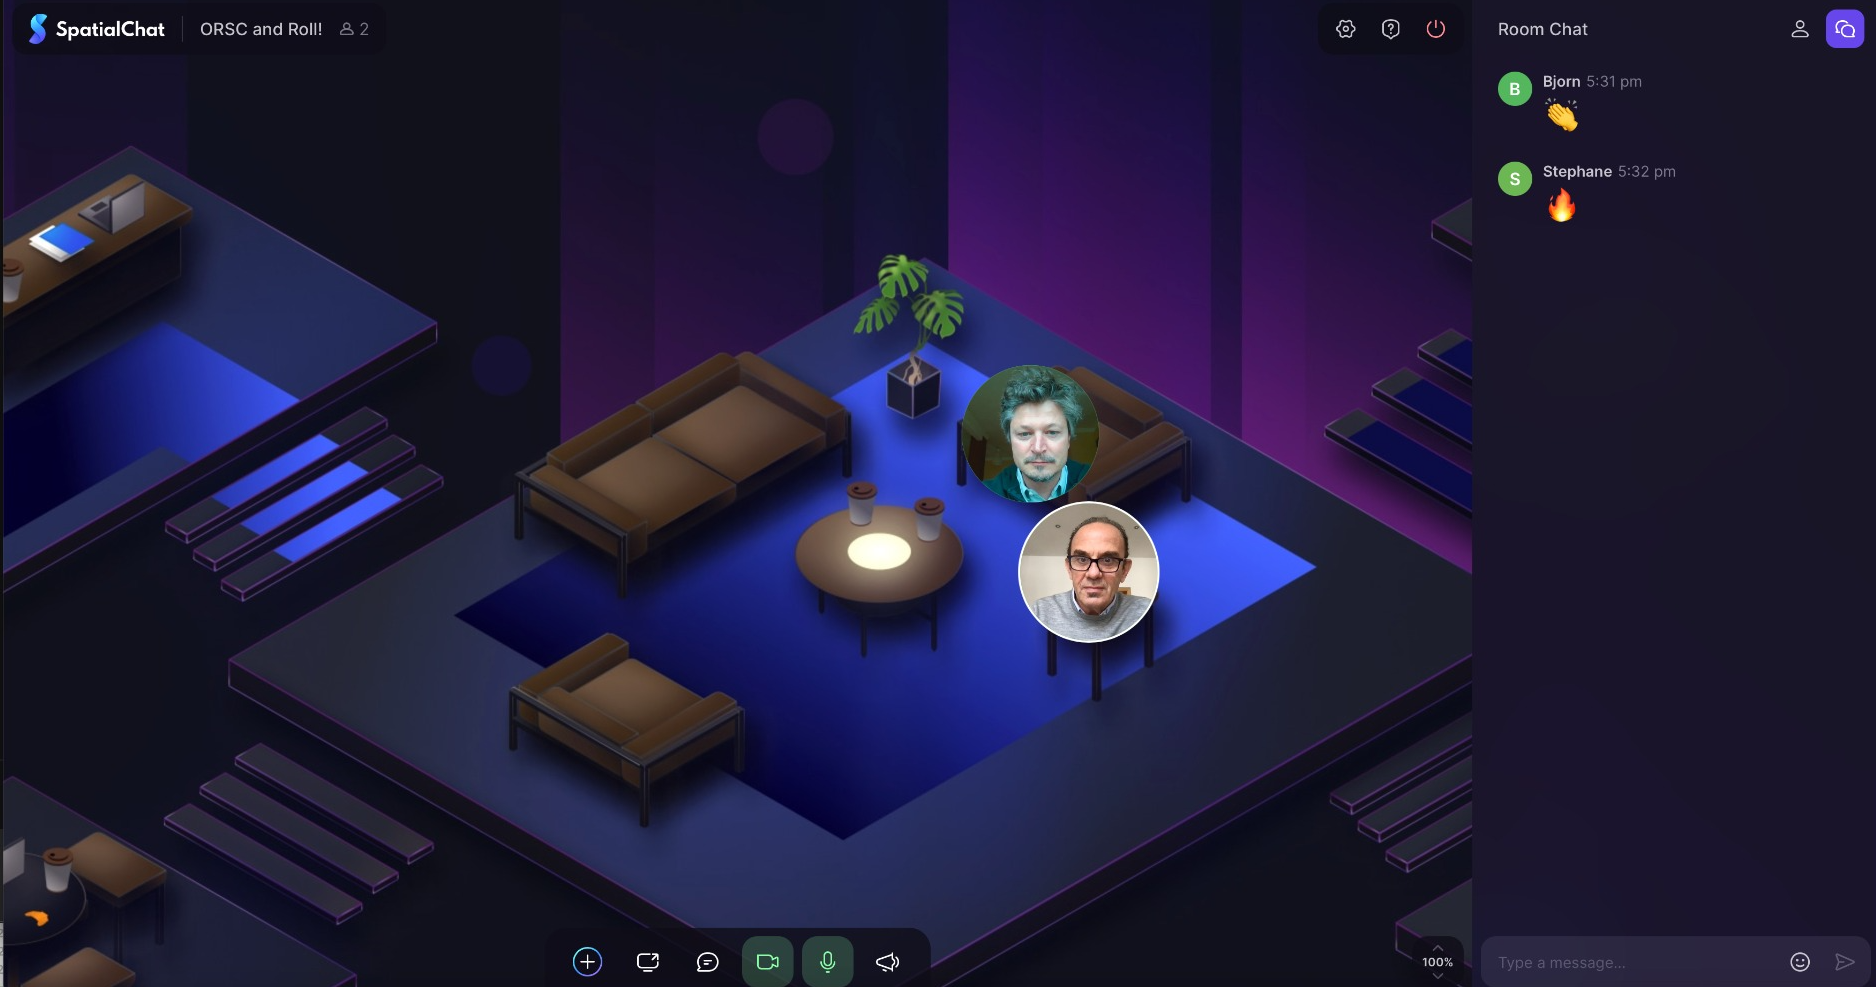 SpatialChat
ORSC and Roll!
2
Room Chat
B
Bjorn 5:31 pm
S
Stephane 5:32 pm
100%
Type a message...